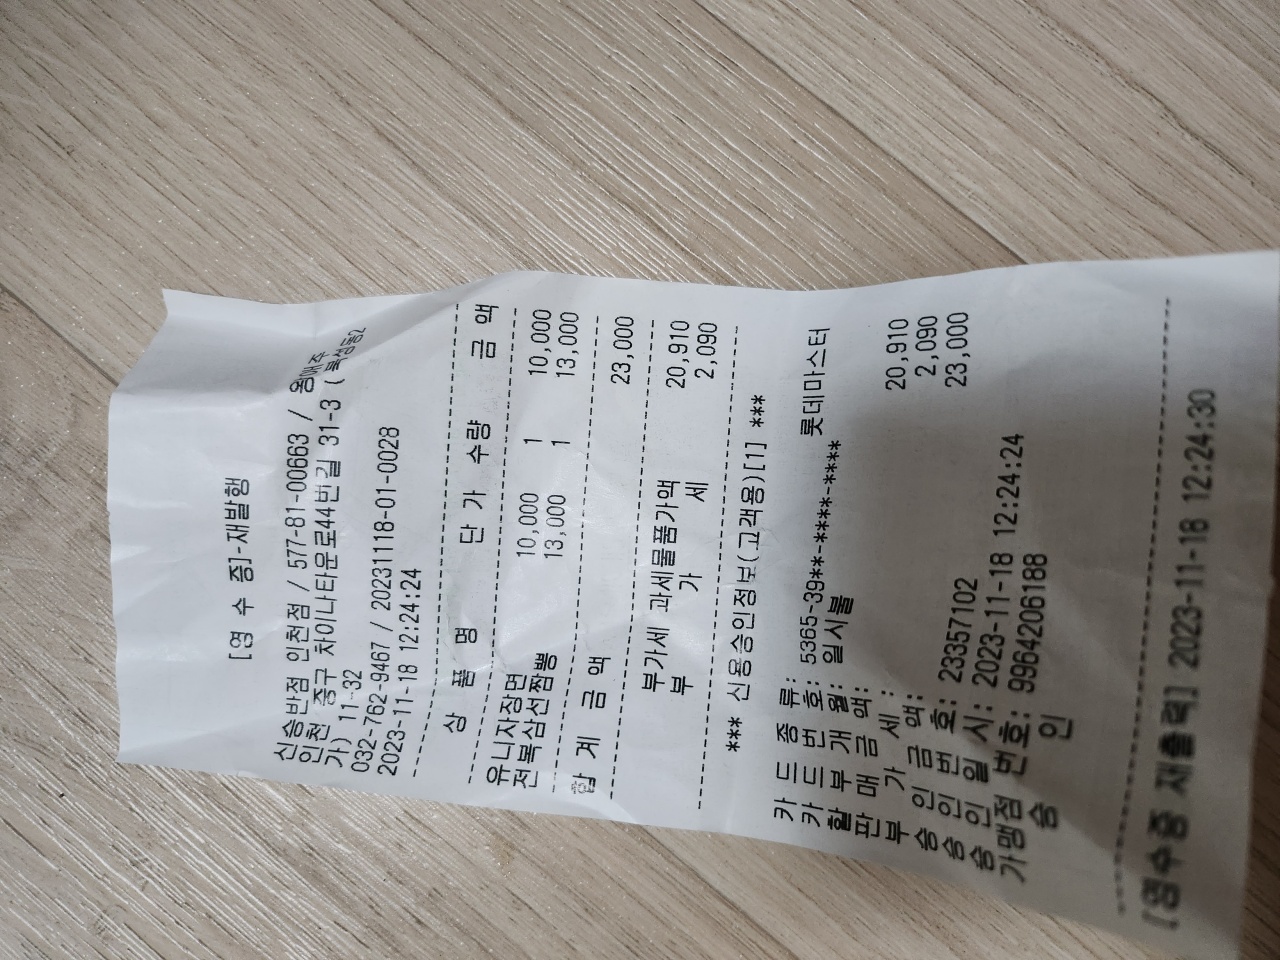 [영 수 증]-재발행
신승반점 인천점 / 577-81-00663 / 왕애주
인천 중구 차이나타운로44번길 31-3 ( 북성동2
가) 11-32
032-762-9467 / 20231118-01-0028
2023-11-18 12:24:24
상 품 명 단 가 수량 금 액
유니자장면 10,000 1 10,000
전복삼선짬뽕 13,000 1 13,000
합 계 금 액 23,000
부가세 과세물품가액 20,910
부 가 세 2,090
*** 신용승인정보(고객용)[1] ***
카 드 종 류: 롯데마스터
카 드 번 호: 5365-39**-****-****
할 부 개 월: 일시불
판 매 금 액: 20,910
부 가 세 : 2,090
승 인 금 액: 23,000
승 인 번 호: 23357102
승 인 일 시: 2023-11-18 12:24:24
가맹점 번호: 9964206188
승 인
[영수증 재출력] 2023-11-18 12:24:30